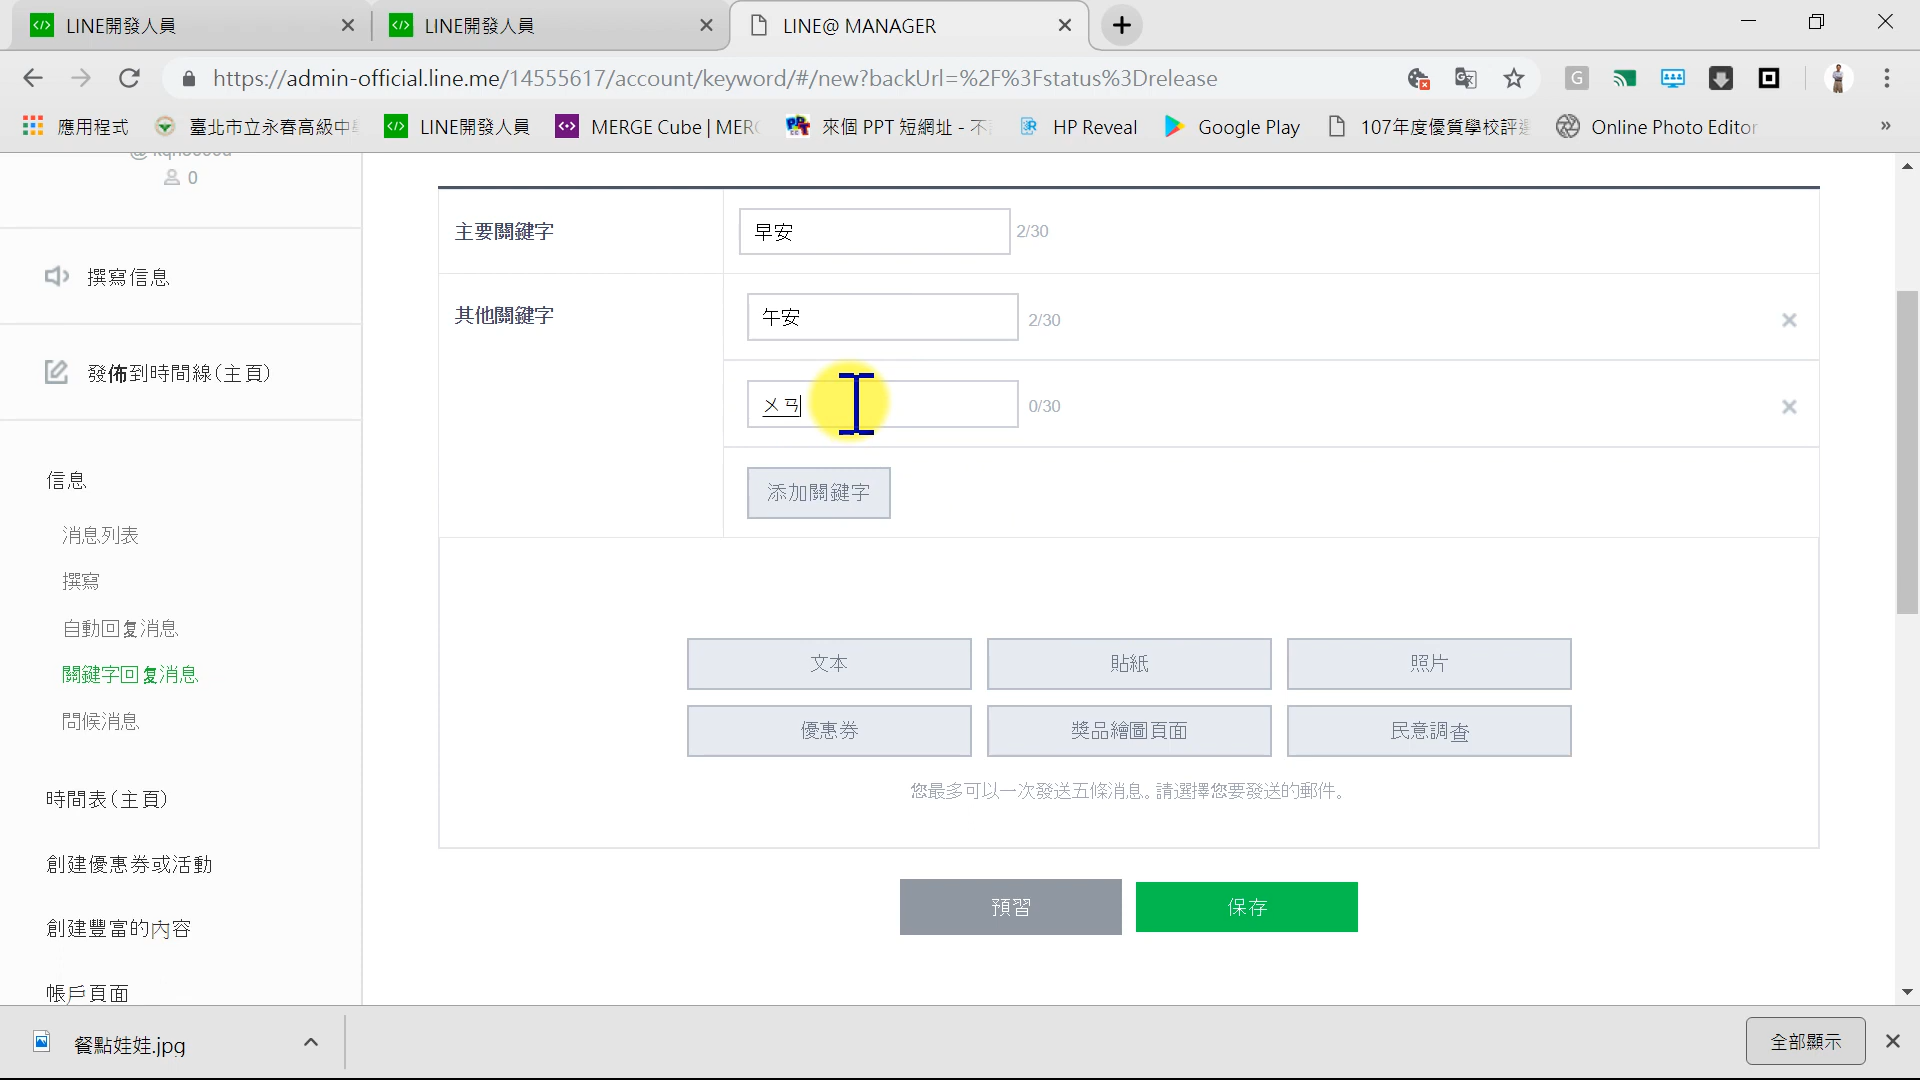 LINE開發人員
LINE開發人員
LINE@ MANAGER
https://admin-official.line.me/14555617/account/keyword/#/new?backUrl=%2F%3Fstatus%3Drelease
應用程式
臺北市立永春高級中
LINE開發人員
MERGE Cube | MERG
來個 PPT 短網址 - 不
HP Reveal
Google Play
107年度優質學校評選
Online Photo Editor
»
0
撰寫信息
發佈到時間線(主頁)
信息
消息列表
撰寫
自動回复消息
關鍵字回复消息
問候消息
時間表(主頁)
創建優惠券或活動
創建豐富的內容
帳戶頁面
主要關鍵字
早安
2/30
其他關鍵字
午安
2/30
ㄨㄢ
0/30
添加關鍵字
文本
貼紙
照片
優惠券
獎品繪圖頁面
民意調查
您最多可以一次發送五條消息。請選擇您要發送的郵件。
預習
保存
餐點娃娃.jpg
全部顯示